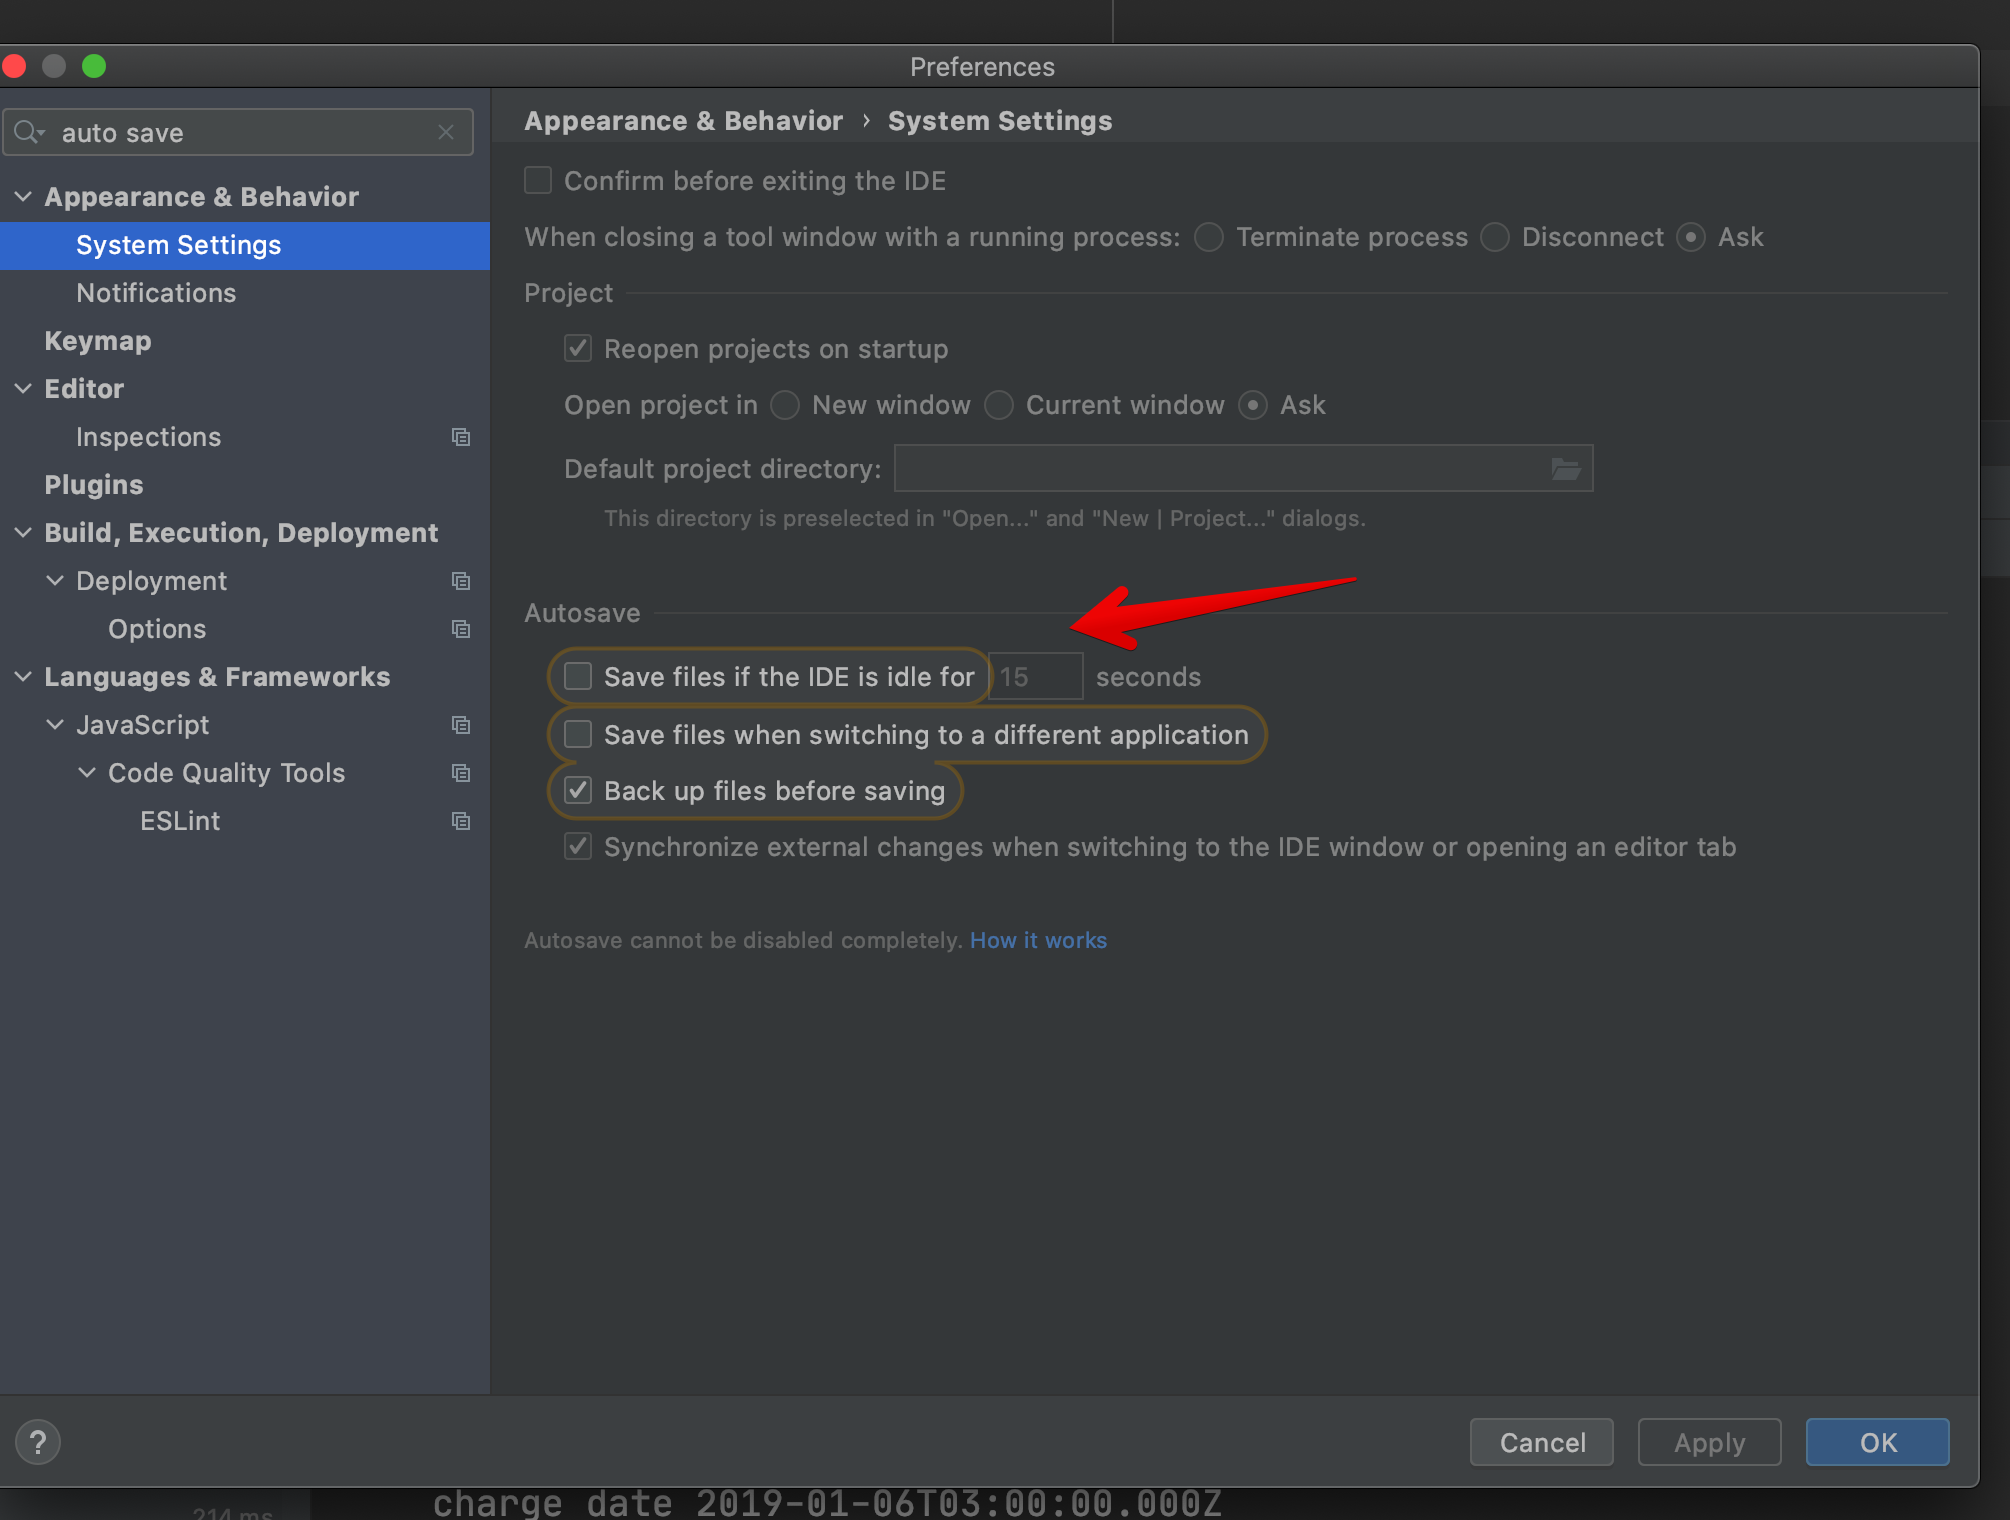 Preferences
auto save
Appearance & Behavior
System Settings
Notifications
Keymap
Editor
Inspections
Plugins
Build, Execution, Deployment
Deployment
Options
Languages & Frameworks
JavaScript
Code Quality Tools
ESLint
Appearance & Behavior › System Settings
Confirm before exiting the IDE
When closing a tool window with a running process: Terminate process Disconnect Ask
Project
Reopen projects on startup
Open project in New window Current window Ask
Default project directory:
This directory is preselected in "Open..." and "New | Project..." dialogs.
Autosave
Save files if the IDE is idle for 15 seconds
Save files when switching to a different application
Back up files before saving
Synchronize external changes when switching to the IDE window or opening an editor tab
Autosave cannot be disabled completely. How it works
?
Cancel
Apply
OK
214 ms
charge date 2019-01-06T03:00:00.000Z